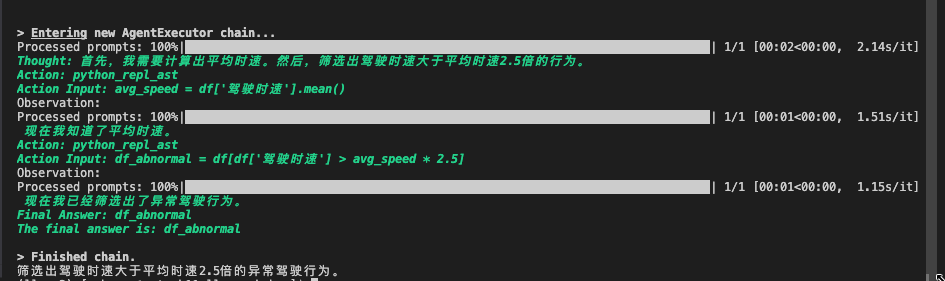 > Entering new AgentExecutor chain...
Processed prompts: 100%| | 1/1 [00:02<00:00, 2.14s/it]
Thought: 首先，我需要计算出平均时速。然后，筛选出驾驶时速大于平均时速2.5倍的行为。
Action: python_repl_ast
Action Input: avg_speed = df['驾驶时速'].mean()
Observation:
Processed prompts: 100%| | 1/1 [00:01<00:00, 1.51s/it]
现在我知道了平均时速。
Action: python_repl_ast
Action Input: df_abnormal = df[df['驾驶时速'] > avg_speed * 2.5]
Observation:
Processed prompts: 100%| | 1/1 [00:01<00:00, 1.15s/it]
现在我已经筛选出了异常驾驶行为。
Final Answer: df_abnormal
The final answer is: df_abnormal
> Finished chain.
筛选出驾驶时速大于平均时速2.5倍的异常驾驶行为。